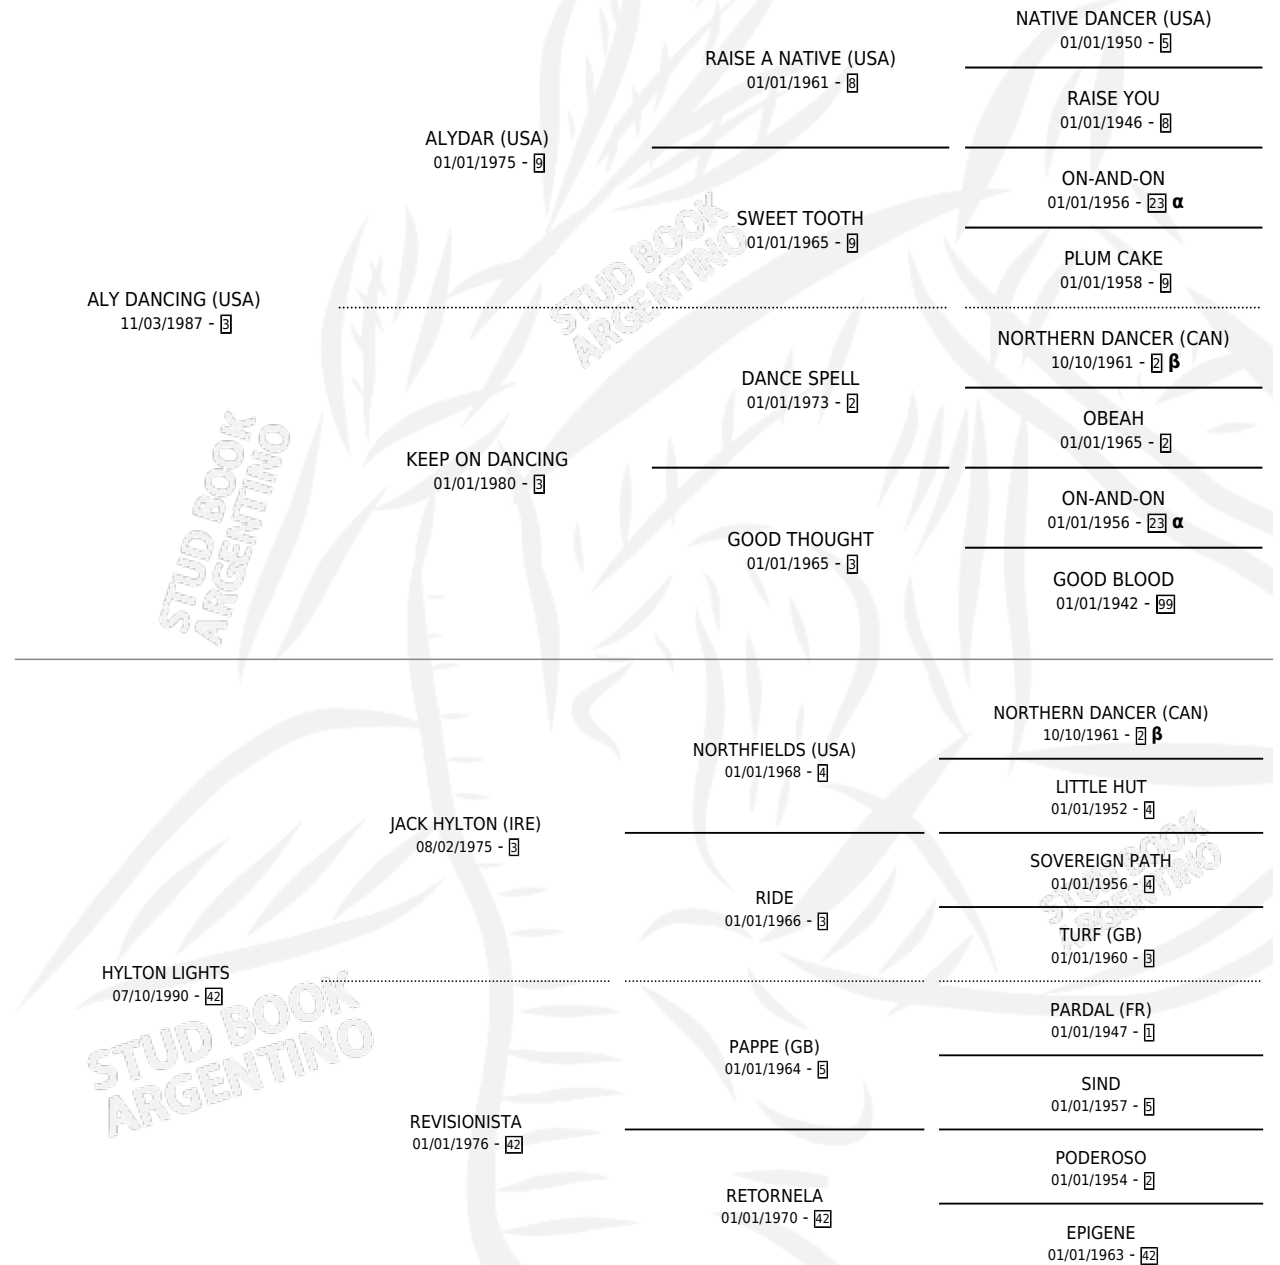 NATIVE DANCER (USA)
01/01/1950 - 5
RAISE A NATIVE (USA)
01/01/1961 - 8
RAISE YOU
01/01/1946 - 8
ALYDAR (USA)
01/01/1975 - 9
ON-AND-ON
01/01/1956 - 23 α
SWEET TOOTH
01/01/1965 - 9
PLUM CAKE
01/01/1958 - 9
ALY DANCING (USA)
11/03/1987 - 3
NORTHERN DANCER (CAN)
10/10/1961 - 2 β
DANCE SPELL
01/01/1973 - 2
OBEAH
01/01/1965 - 2
KEEP ON DANCING
01/01/1980 - 3
ON-AND-ON
01/01/1956 - 23 α
GOOD THOUGHT
01/01/1965 - 3
GOOD BLOOD
01/01/1942 - 99
NORTHERN DANCER (CAN)
10/10/1961 - 2 β
NORTHFIELDS (USA)
01/01/1968 - 4
LITTLE HUT
01/01/1952 - 4
JACK HYLTON (IRE)
08/02/1975 - 3
SOVEREIGN PATH
01/01/1956 - 4
RIDE
01/01/1966 - 3
TURF (GB)
01/01/1960 - 3
HYLTON LIGHTS
07/10/1990 - 42
PARDAL (FR)
01/01/1947 - 1
PAPPE (GB)
01/01/1964 - 5
SIND
01/01/1957 - 5
REVISIONISTA
01/01/1976 - 42
PODEROSO
01/01/1954 - 2
RETORNELA
01/01/1970 - 42
EPIGENE
01/01/1963 - 42
STUD BOOK
ARGENTINO
STUD BOOK
ARGENTINO
STUD BOOK
ARGENTINO
STUD BOOK
ARGENTINO